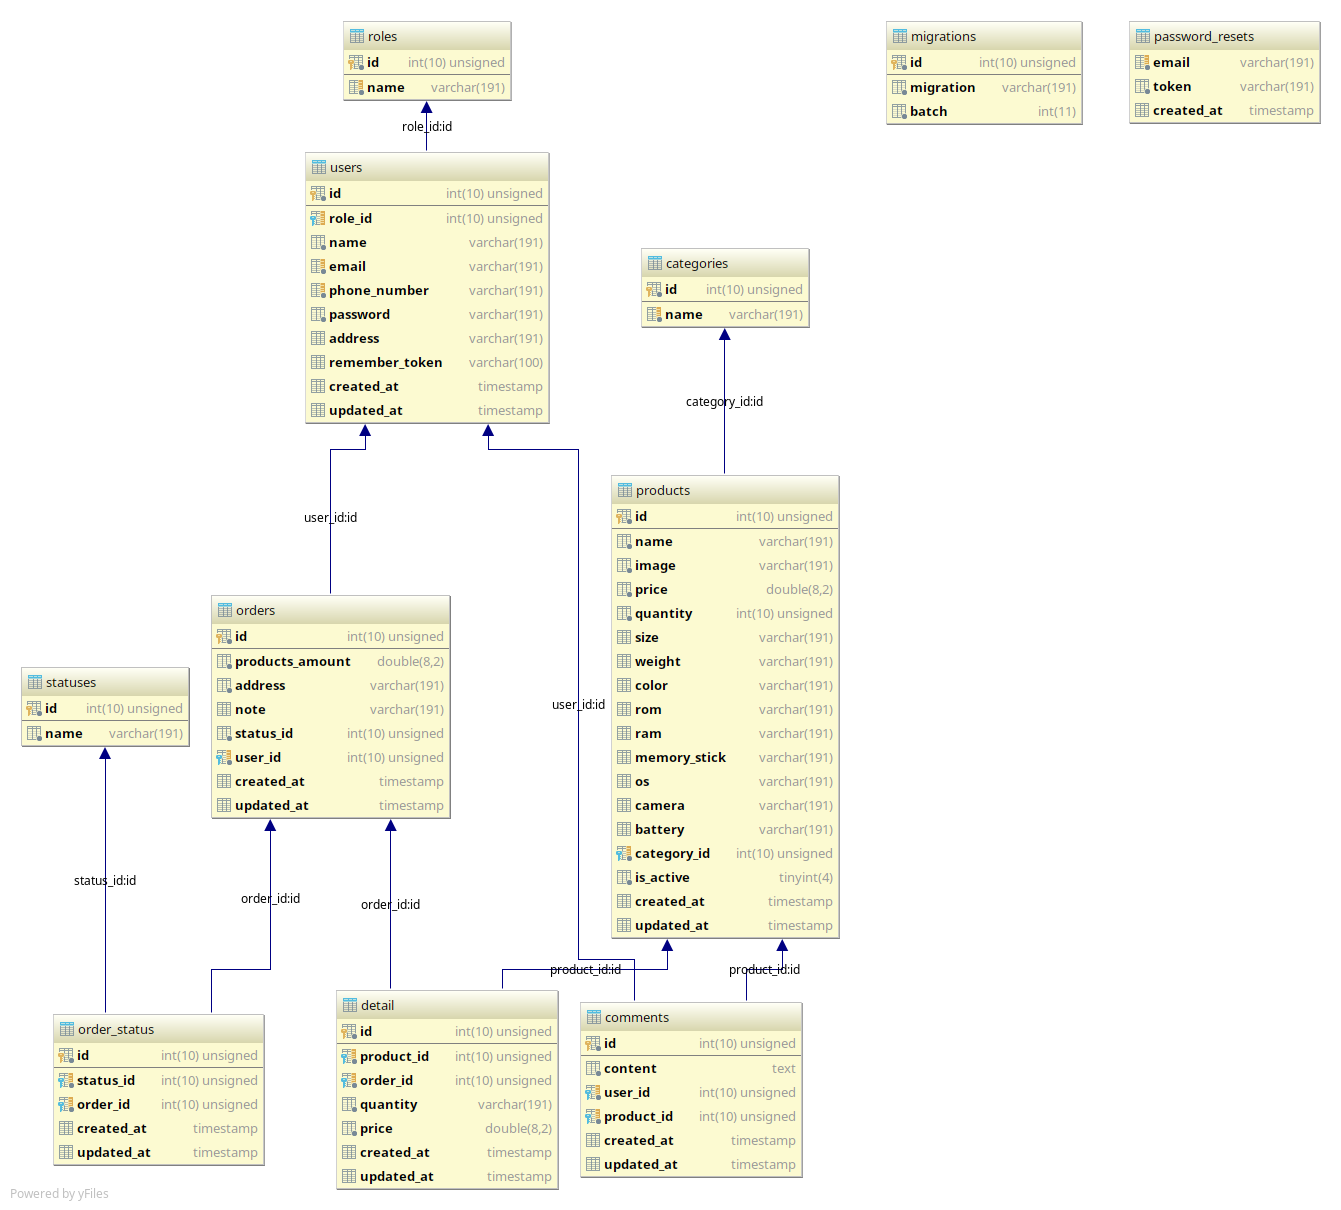 roles
id int(10) unsigned
name varchar(191)
role_id:id
users
id int(10) unsigned
role_id int(10) unsigned
name varchar(191)
email varchar(191)
phone_number varchar(191)
password varchar(191)
address varchar(191)
remember_token varchar(100)
created_at timestamp
updated_at timestamp
migrations
id int(10) unsigned
migration varchar(191)
batch int(11)
password_resets
email varchar(191)
token varchar(191)
created_at timestamp
categories
id int(10) unsigned
name varchar(191)
category_id:id
products
id int(10) unsigned
name varchar(191)
image varchar(191)
price double(8,2)
quantity int(10) unsigned
size varchar(191)
weight varchar(191)
color varchar(191)
rom varchar(191)
ram varchar(191)
memory_stick varchar(191)
os varchar(191)
camera varchar(191)
battery varchar(191)
category_id int(10) unsigned
is_active tinyint(4)
created_at timestamp
updated_at timestamp
user_id:id
user_id:id
orders
id int(10) unsigned
products_amount double(8,2)
address varchar(191)
note varchar(191)
status_id int(10) unsigned
user_id int(10) unsigned
created_at timestamp
updated_at timestamp
statuses
id int(10) unsigned
name varchar(191)
status_id:id
order_id:id
order_id:id
product_id:id
product_id:id
order_status
id int(10) unsigned
status_id int(10) unsigned
order_id int(10) unsigned
created_at timestamp
updated_at timestamp
detail
id int(10) unsigned
product_id int(10) unsigned
order_id int(10) unsigned
quantity varchar(191)
price double(8,2)
created_at timestamp
updated_at timestamp
comments
id int(10) unsigned
content text
user_id int(10) unsigned
product_id int(10) unsigned
created_at timestamp
updated_at timestamp
Powered by yFiles